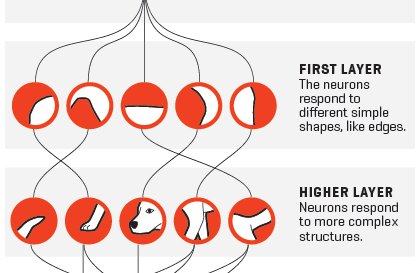 FIRST LAYER
The neurons
respond to
different simple
shapes, like edges.
HIGHER LAYER
Neurons respond
to more complex
structures.